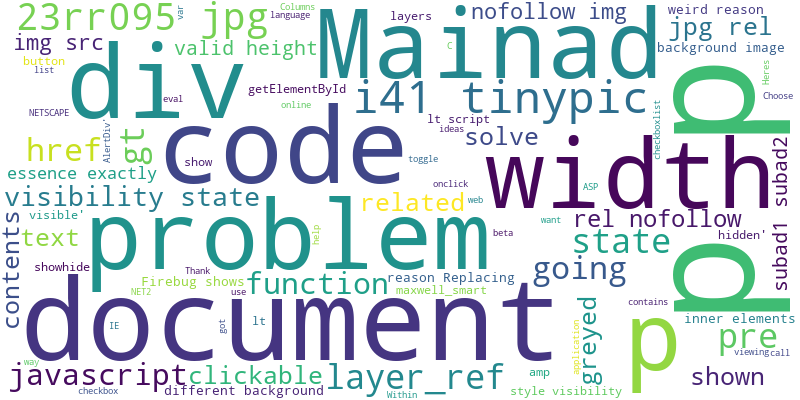 23rr095 jpg
Mainad
nofollow img
weird reason
layers
language
Columns
var
jpg rel
img src
div
valid height
background image
button
list
eval
getElementById
C
Heres
Choose
i41 tinypic
p p
NETSCAPE
AlertDiv'
gt
online
code
lt script
ideas
solve
checkboxlist
href
show
toggle
width
subad2
essence exactly
onclick
ASP
visibility state
related
web
rel nofollow
contents
visible'
problem
want
text
help
beta
state
hidden'
subad1
showhide
Thank
Firebug shows
function
reason Replacing
going
NET2
use
maxwell_smart
document
contains
IE
got
lt
greyed
application
p
inner elements
pre
viewing
call
way
javascript
clickable
layer_ref
amp
shown
checkbox
different background
Within
style visibility